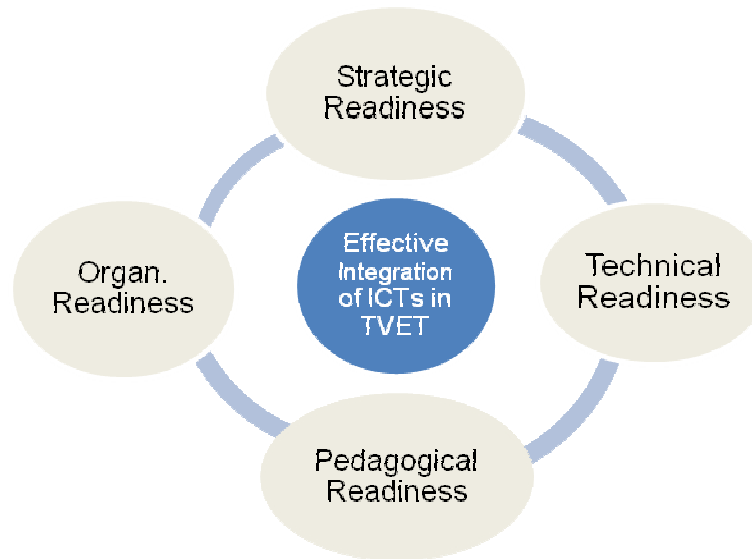 Strategic
Readiness
Effective
Integration
of ICTs in
TVET
Organ.
Readiness
Technical
Readiness
Pedagogical
Readiness